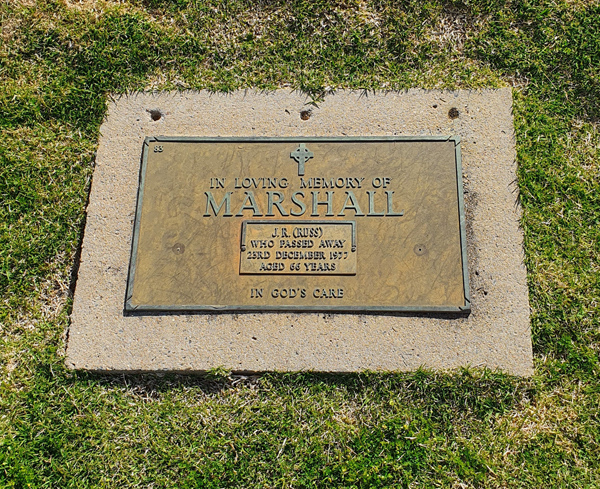 83
IN LOVING MEMORY OF
MARSHALL
J. R. (RUSS)
WHO PASSED AWAY
23RD DECEMBER 1977
AGED 66 YEARS
IN GOD'S CARE